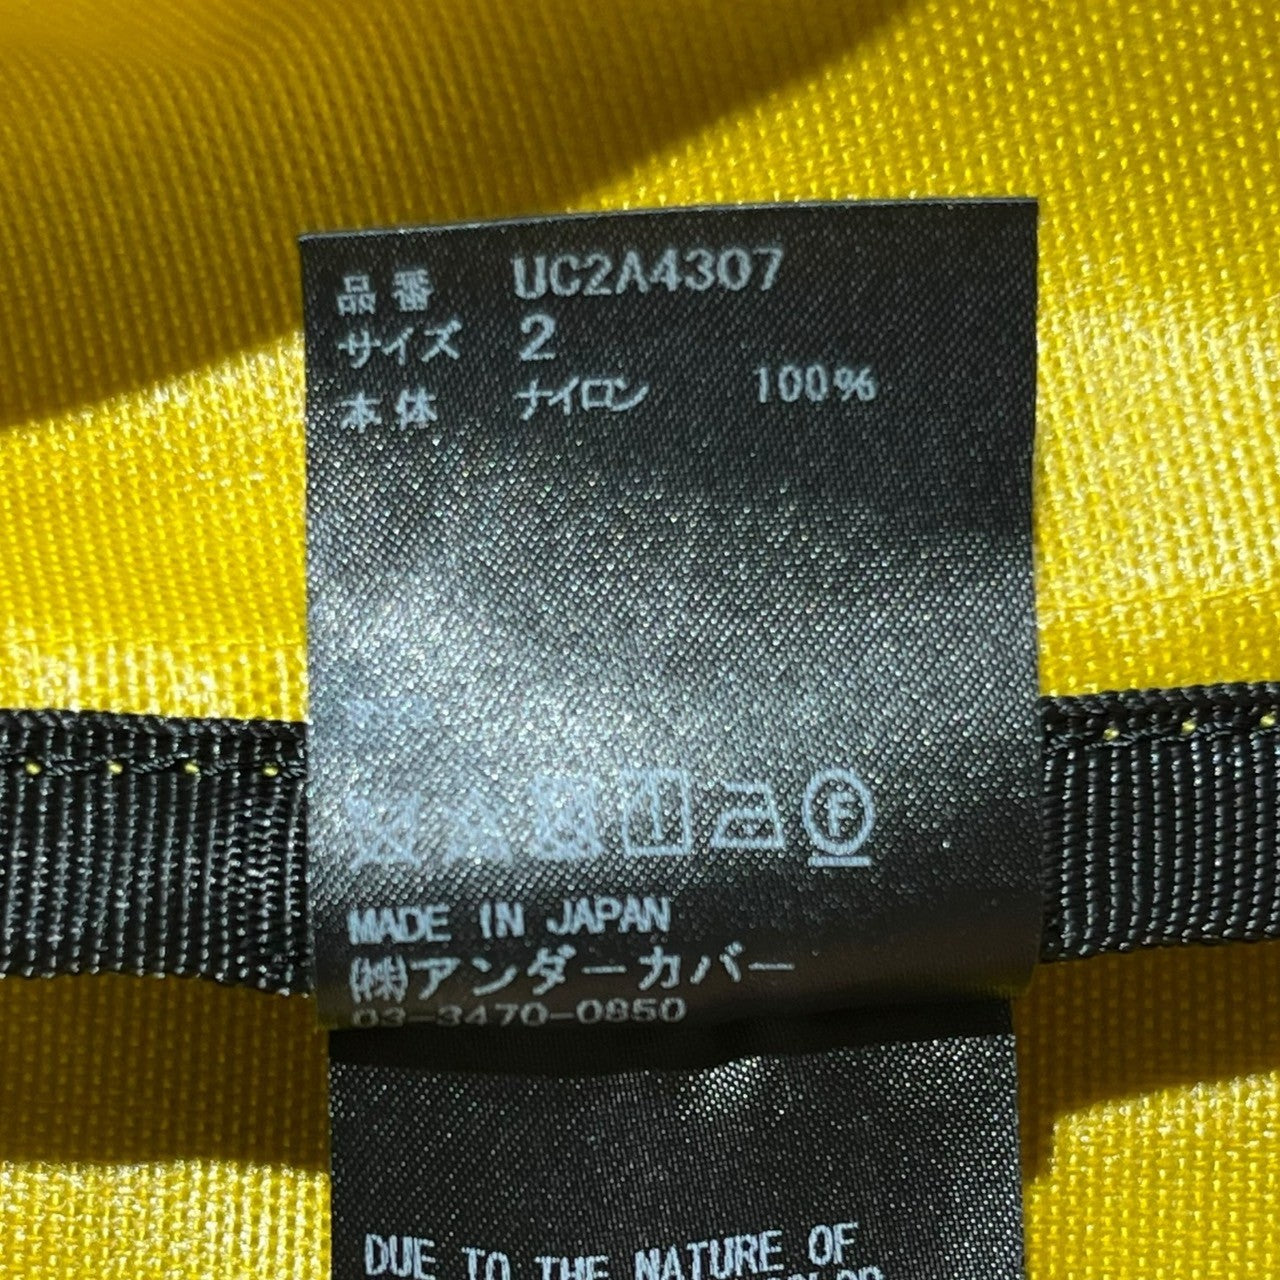 品番 UC2A4307
サイズ 2
本体 ナイロン 100%
F
MADE IN JAPAN
(株)アンダーカバー
03-3470-0850
DUE TO THE NATURE OF